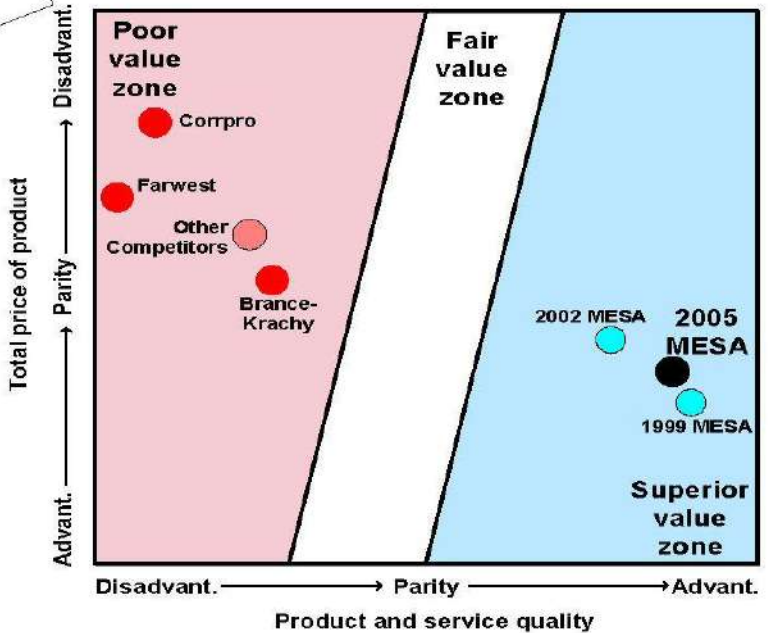 Poor
value
zone
Fair
value
zone
Corrpro
Farwest
Other
Competitors
Brance-
Krachy
2002 MESA
2005
MESA
1999 MESA
Superior
value
zone
Total price of product
Advant. Parity Disadvant.
Disadvant. Parity Advant.
Product and service quality